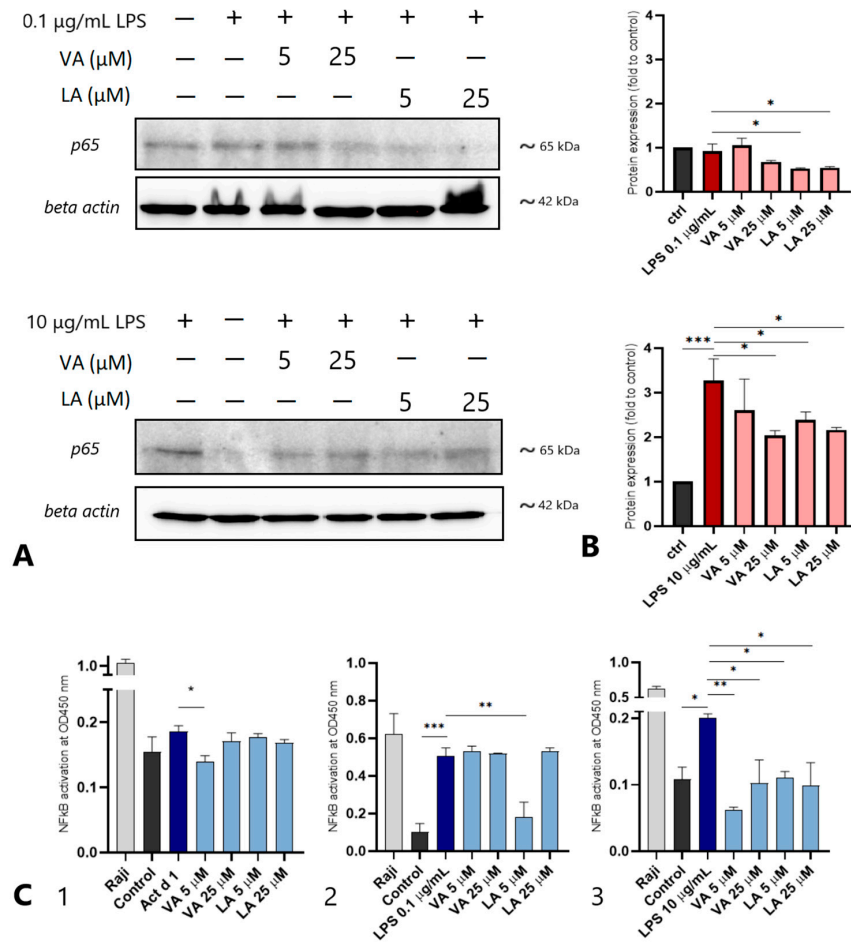 0.1 µg/mL LPS — + + + + +
VA (µM) — — 5 25 — —
LA (µM) — — — — 5 25
p65 ~ 65 kDa
beta actin ~ 42 kDa
10 µg/mL LPS + — + + + +
VA (µM) — — 5 25 — —
LA (µM) — — — — 5 25
p65 ~ 65 kDa
beta actin ~ 42 kDa
A
Protein expression (fold to control)
4
3
2
1
0
*
*
ctrl
LPS 0.1 µg/mL
VA 5 µM
VA 25 µM
LA 5 µM
LA 25 µM
Protein expression (fold to control)
4
3
2
1
0
*
*
*
***
ctrl
LPS 10 µg/mL
VA 5 µM
VA 25 µM
LA 5 µM
LA 25 µM
B
NFkB activation at OD450 nm
1.0
0.2
0.1
0.0
*
Raji
Control
Act d 1
VA 5 µM
VA 25 µM
LA 5 µM
LA 25 µM
C 1
NFkB activation at OD450 nm
1.0
0.8
0.6
0.4
0.2
0.0
***
**
Raji
Control
LPS 0.1 µg/mL
VA 5 µM
VA 25 µM
LA 5 µM
LA 25 µM
2
NFkB activation at OD450 nm
1.0
0.5
0.2
0.1
0.0
*
*
*
**
*
Raji
Control
LPS 10 µg/mL
VA 5 µM
VA 25 µM
LA 5 µM
LA 25 µM
3